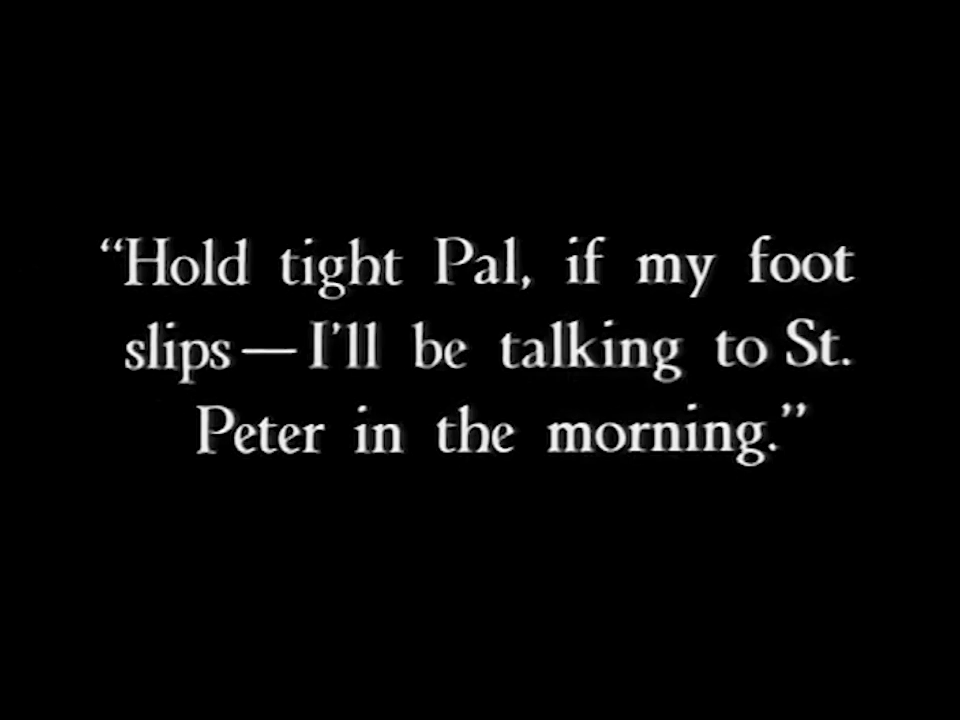 “Hold tight Pal, if my foot
slips—I’ll be talking to St.
Peter in the morning.”